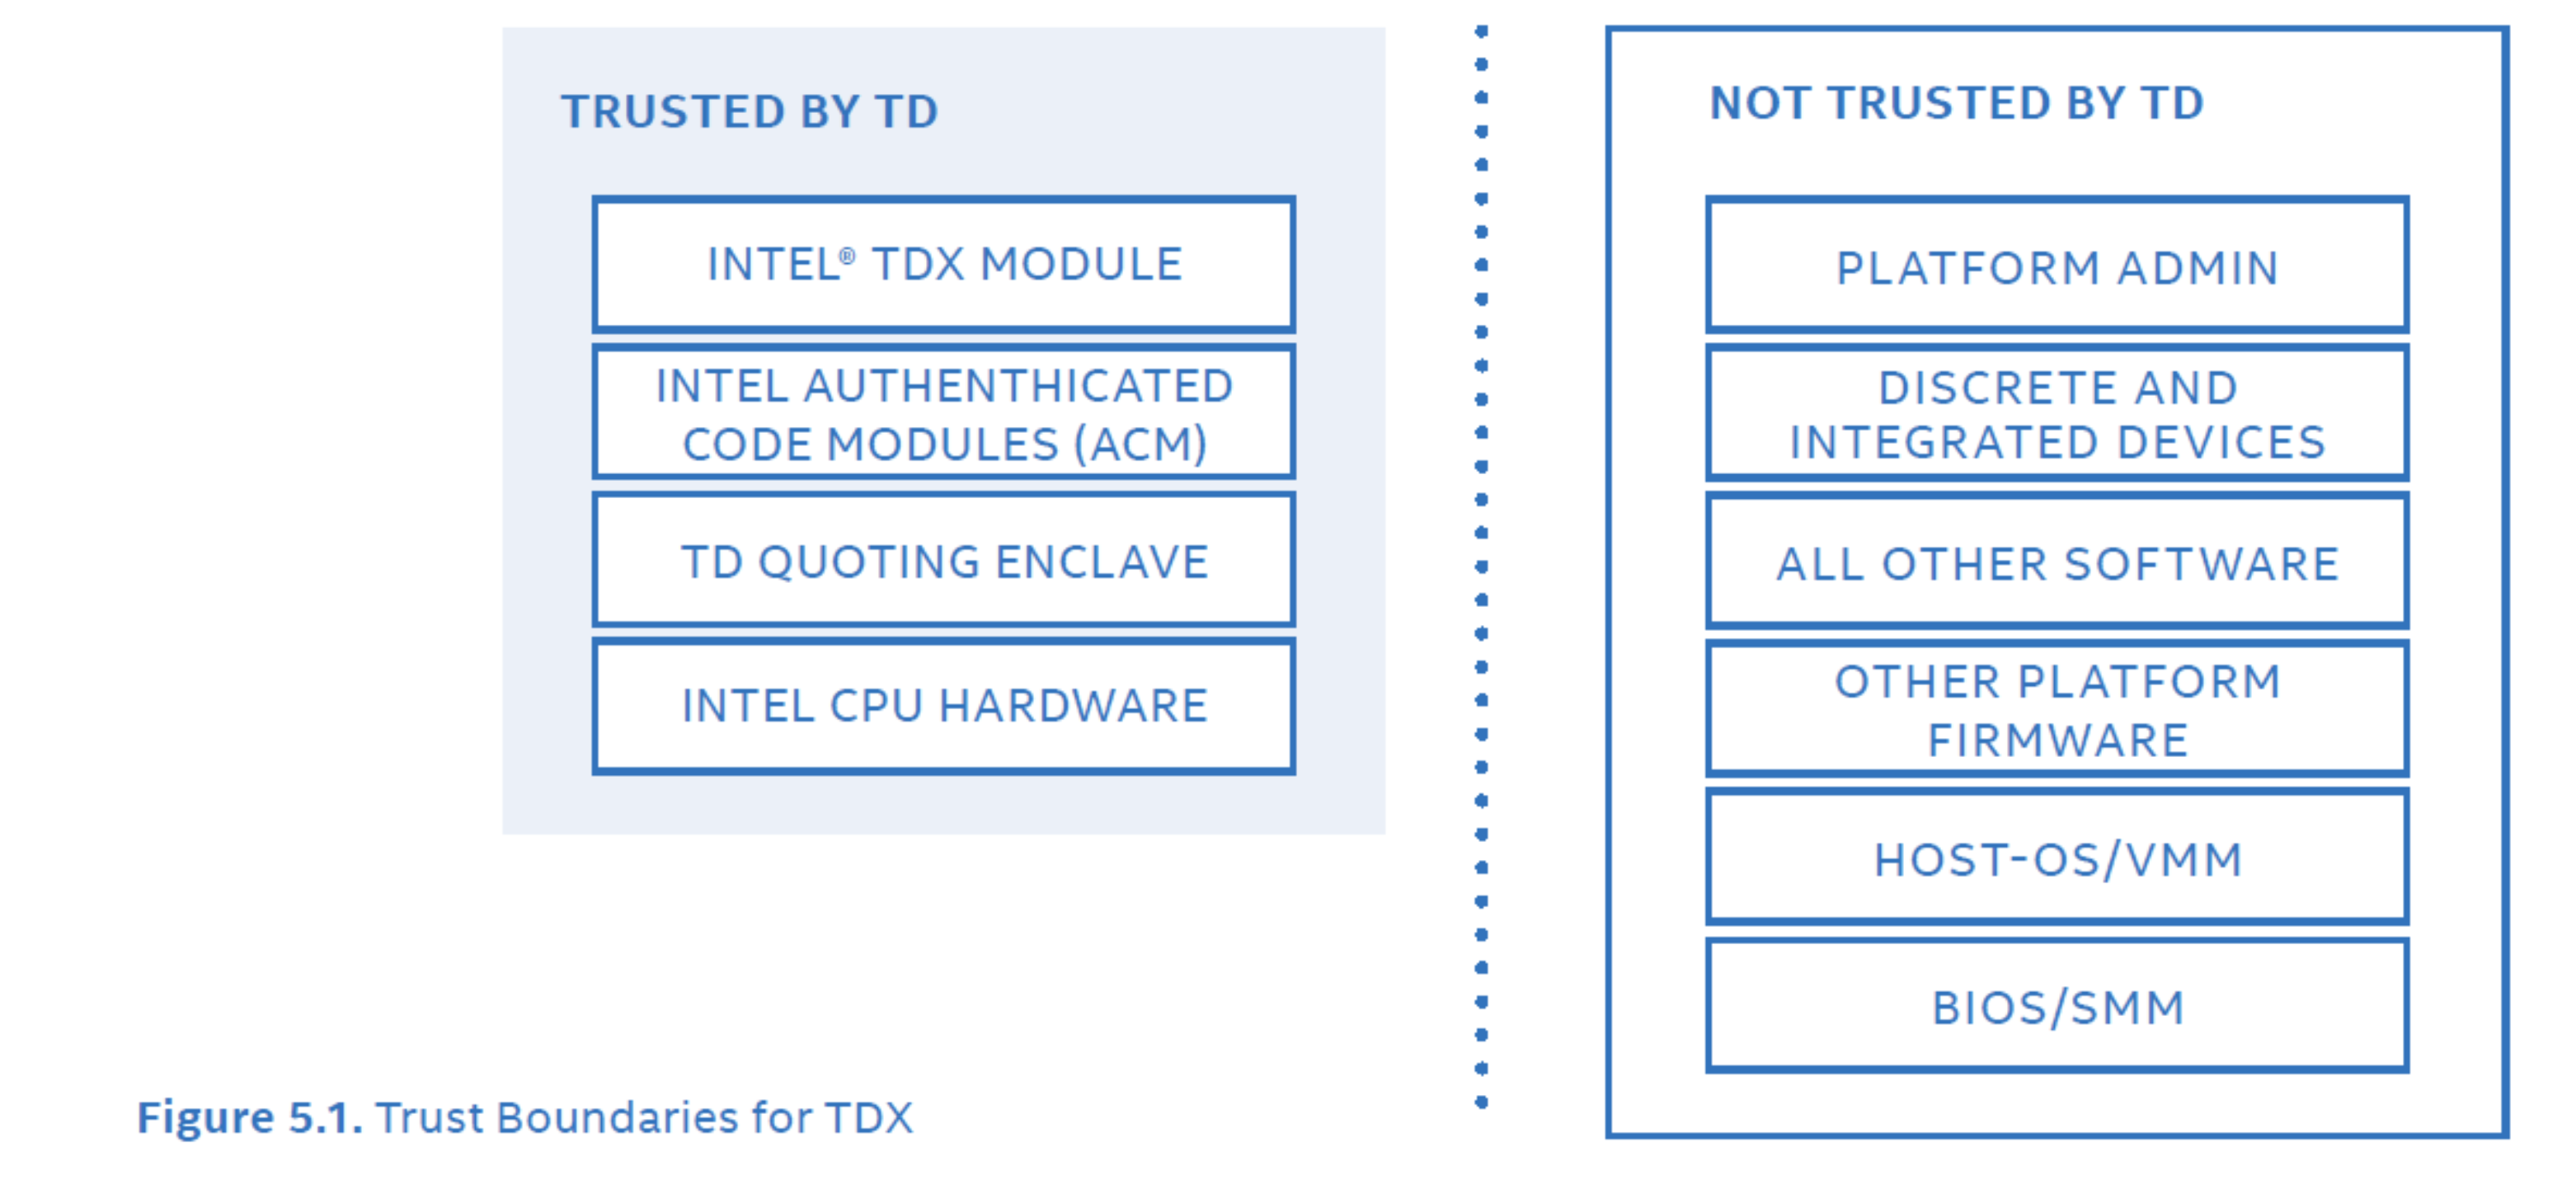 TRUSTED BY TD
INTEL® TDX MODULE
INTEL AUTHENTHICATED
CODE MODULES (ACM)
TD QUOTING ENCLAVE
INTEL CPU HARDWARE
NOT TRUSTED BY TD
PLATFORM ADMIN
DISCRETE AND
INTEGRATED DEVICES
ALL OTHER SOFTWARE
OTHER PLATFORM
FIRMWARE
HOST-OS/VMM
BIOS/SMM
Figure 5.1. Trust Boundaries for TDX